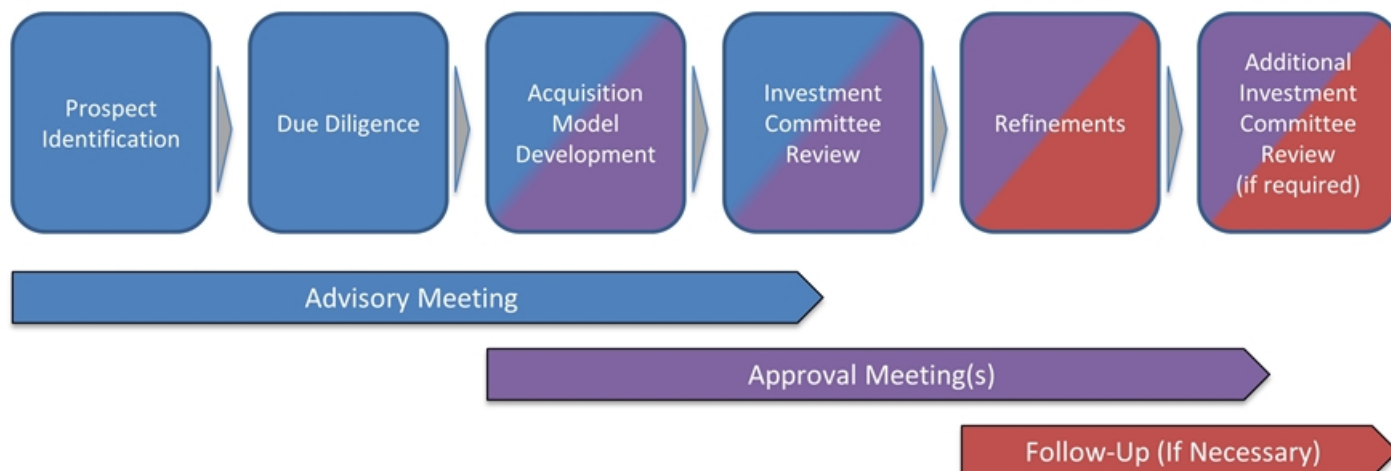 Prospect
Identification
Due Diligence
Acquisition
Model
Development
Investment
Committee
Review
Refinements
Additional
Investment
Committee
Review
(if required)
Advisory Meeting
Approval Meeting(s)
Follow-Up (If Necessary)